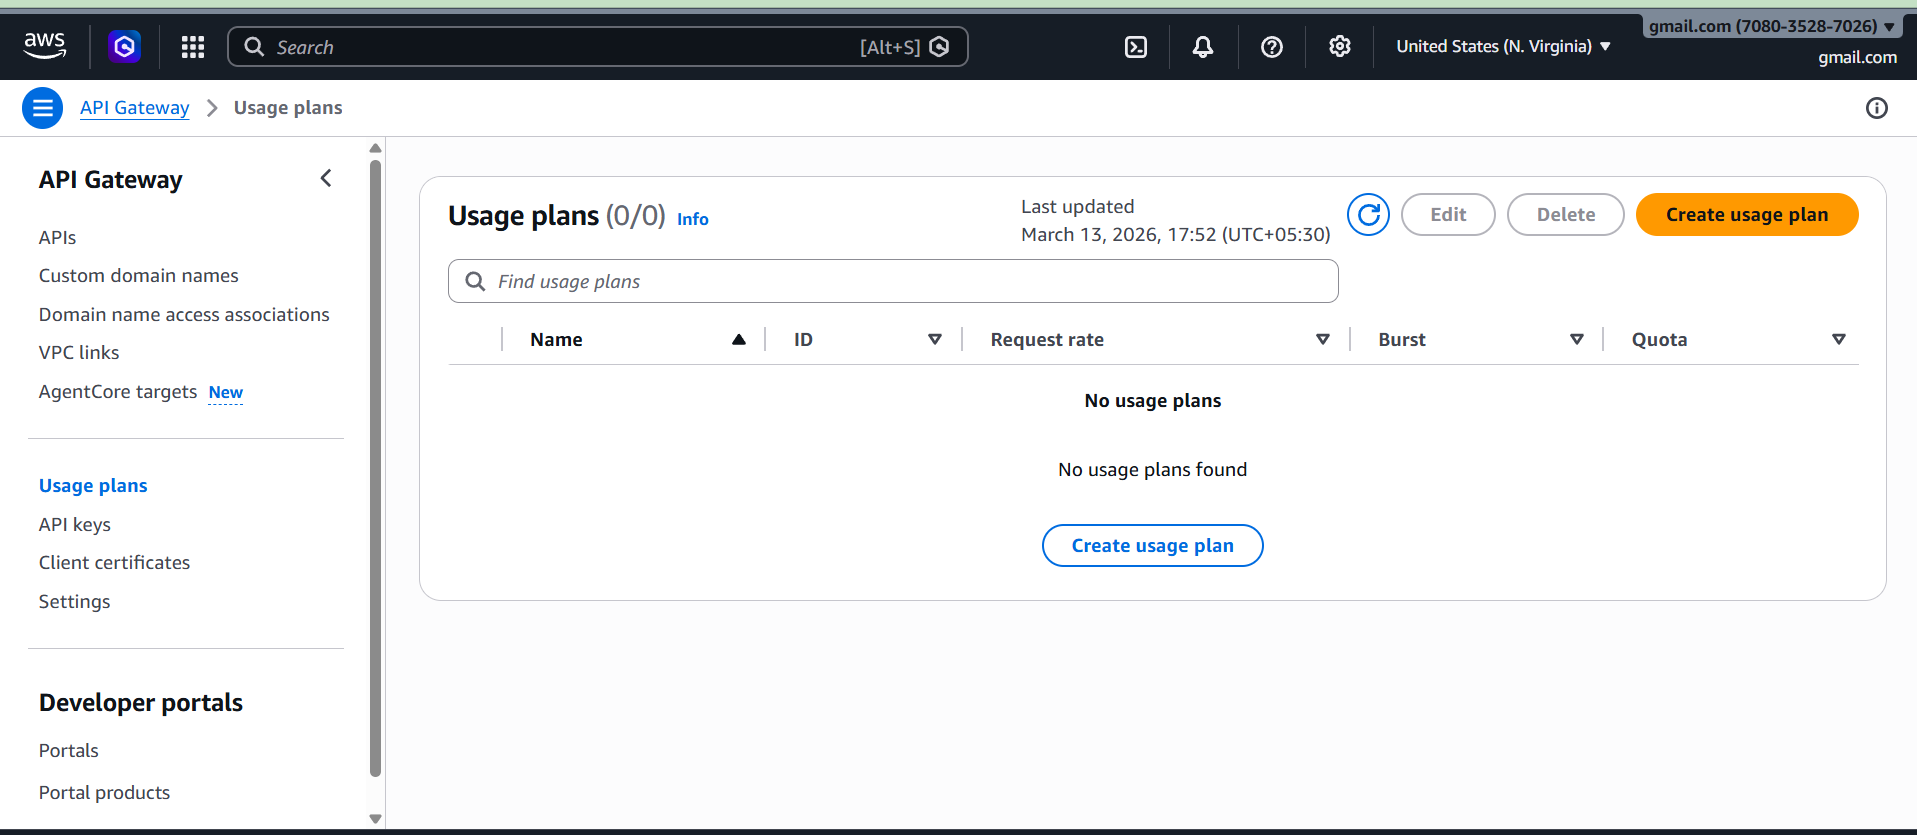 aws
Search [Alt+S]
United States (N. Virginia)
gmail.com (7080-3528-7026)
gmail.com
API Gateway > Usage plans
API Gateway
APIs
Custom domain names
Domain name access associations
VPC links
AgentCore targets New
Usage plans
API keys
Client certificates
Settings
Developer portals
Portals
Portal products
Usage plans (0/0) Info
Last updated
March 13, 2026, 17:52 (UTC+05:30)
Edit
Delete
Create usage plan
Find usage plans
Name ID Request rate Burst Quota
No usage plans
No usage plans found
Create usage plan